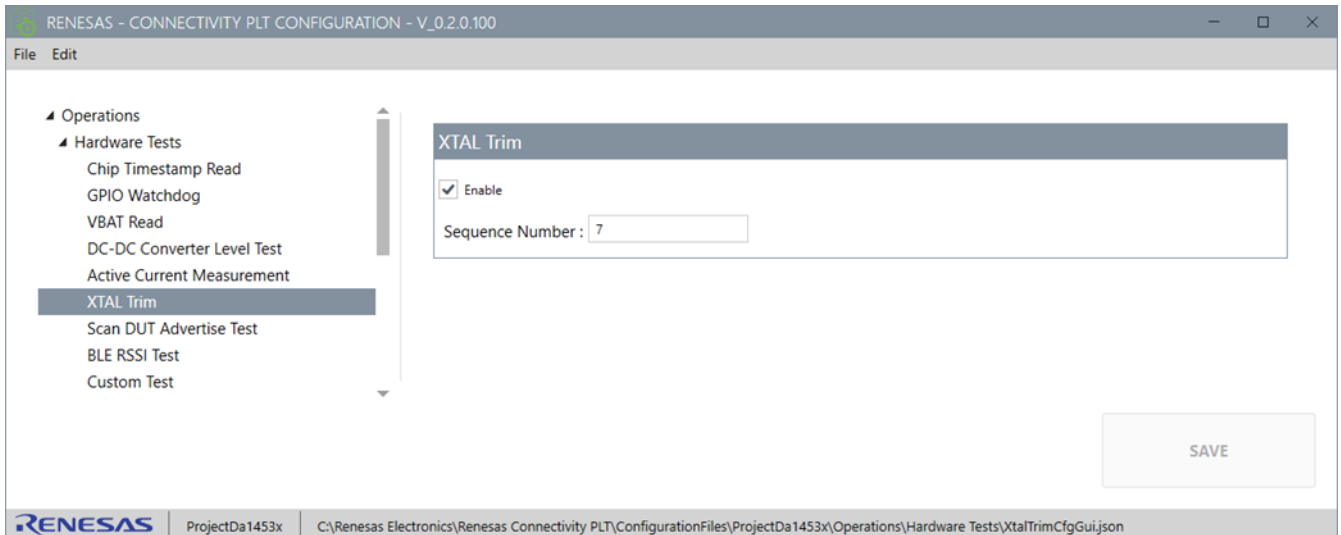 RENESAS - CONNECTIVITY PLT CONFIGURATION - V_0.2.0.100
File Edit
Operations
Hardware Tests
Chip Timestamp Read
GPIO Watchdog
VBAT Read
DC-DC Converter Level Test
Active Current Measurement
XTAL Trim
Scan DUT Advertise Test
BLE RSSI Test
Custom Test
XTAL Trim
Enable
Sequence Number : 7
SAVE
RENESAS ProjectDa1453x C:\Renesas Electronics\Renesas Connectivity PLT\ConfigurationFiles\ProjectDa1453x\Operations\Hardware Tests\XtalTrimCfgGui.json